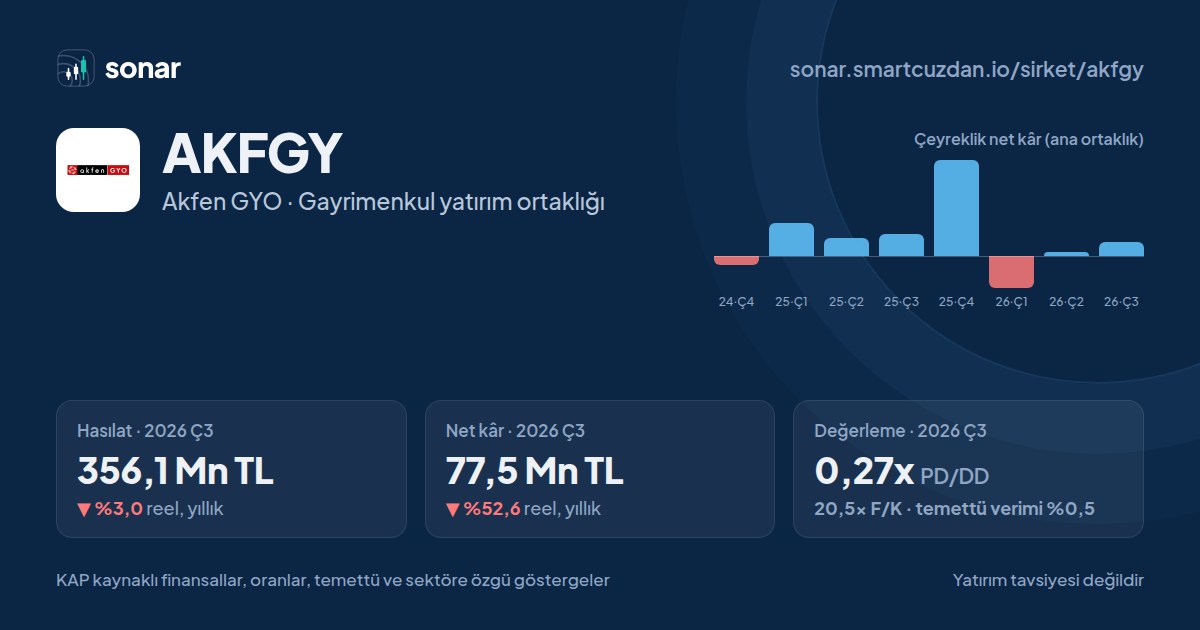 sonar
sonar.smartcuzdan.io/sirket/akfgy
akfen GYO
AKFGY
Akfen GYO · Gayrimenkul yatırım ortaklığı
Çeyreklik net kâr (ana ortaklık)
24·Ç4 25·Ç1 25·Ç2 25·Ç3 25·Ç4 26·Ç1 26·Ç2 26·Ç3
Hasılat · 2026 Ç3
356,1 Mn TL
▼ %3,0 reel, yıllık
Net kâr · 2026 Ç3
77,5 Mn TL
▼ %52,6 reel, yıllık
Değerleme · 2026 Ç3
0,27x PD/DD
20,5× F/K · temettü verimi %0,5
KAP kaynaklı finansallar, oranlar, temettü ve sektöre özgü göstergeler
Yatırım tavsiyesi değildir